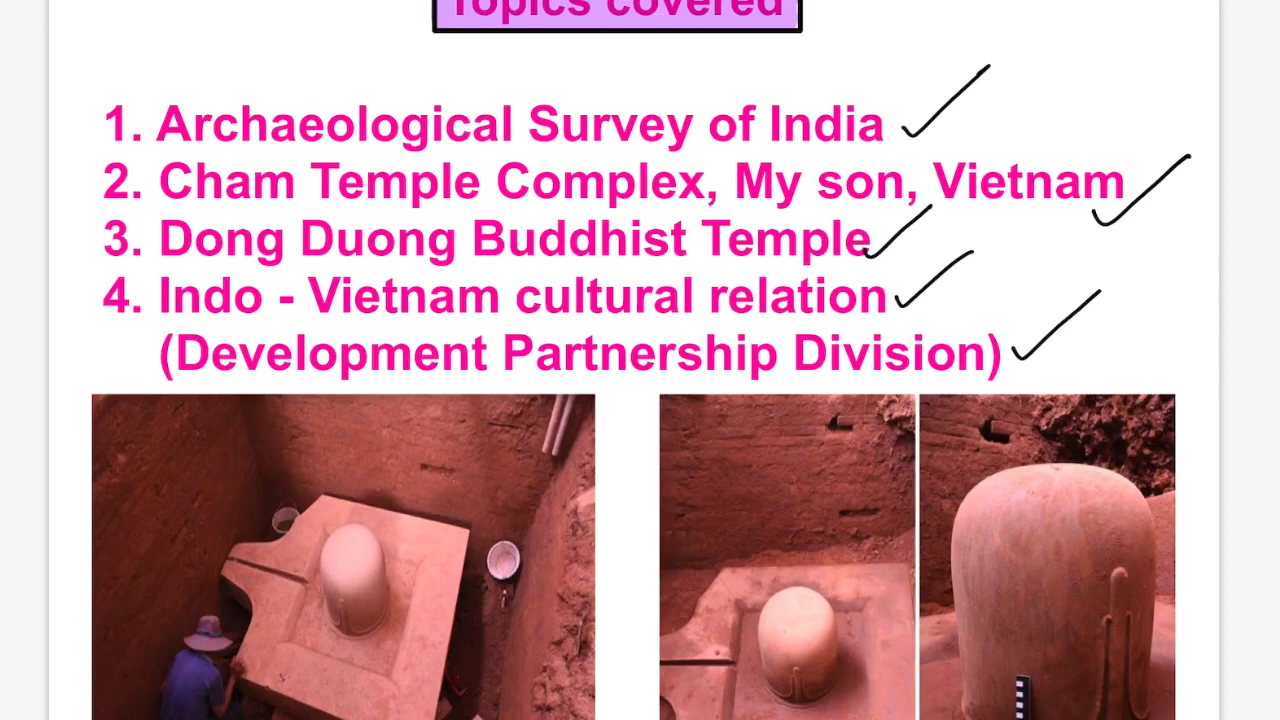 Topics covered
1. Archaeological Survey of India
2. Cham Temple Complex, My son, Vietnam
3. Dong Duong Buddhist Temple
4. Indo - Vietnam cultural relation
(Development Partnership Division)